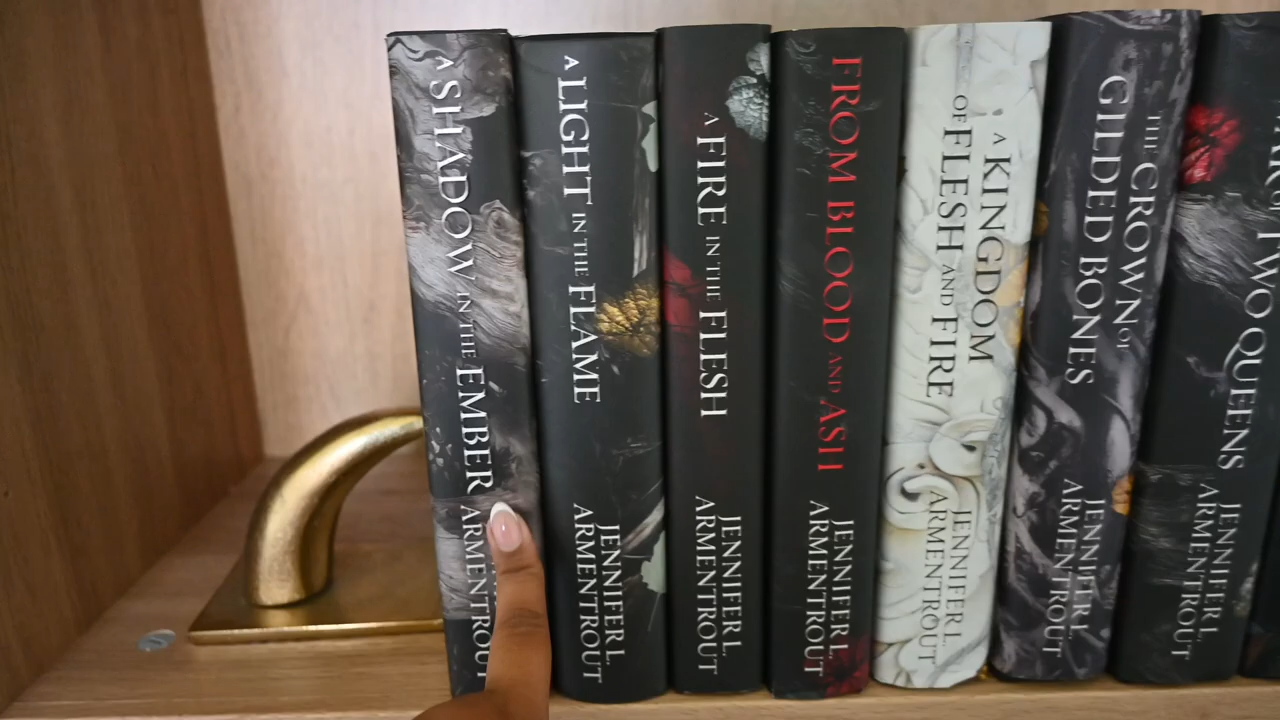 A SHADOW IN THE EMBER
ARMENTROUT
A LIGHT IN THE FLAME
JENNIFER L.
ARMENTROUT
A FIRE IN THE FLESH
JENNIFER L.
ARMENTROUT
FROM BLOOD AND ASH
JENNIFER L.
ARMENTROUT
A KINGDOM
OF FLESH AND FIRE
JENNIFER L.
ARMENTROUT
THE CROWN OF
GILDED BONES
JENNIFER L.
ARMENTROUT
TWO QUEENS
JENNIFER L.
ARMENTROUT